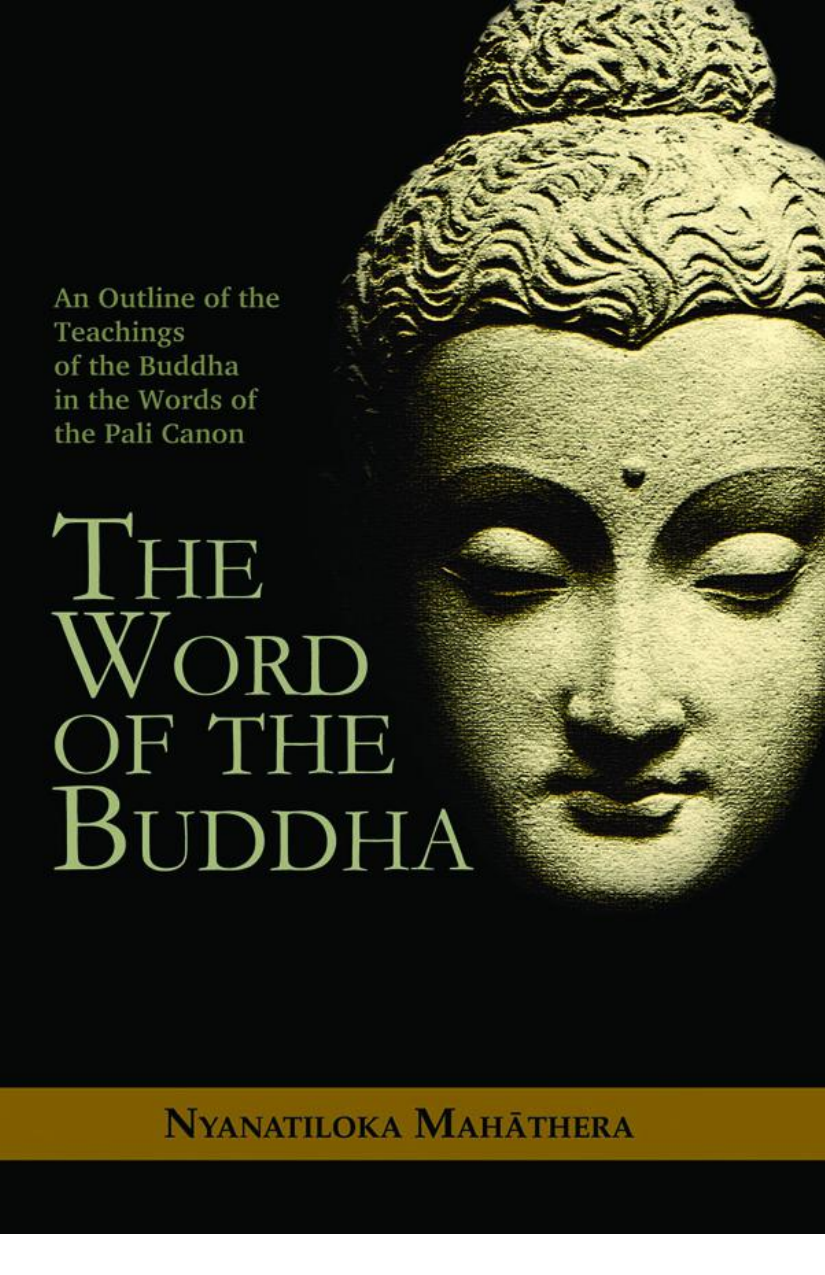 An Outline of the
Teachings
of the Buddha
in the Words of
the Pali Canon
THE
WORD
OF THE
BUDDHA
NYANATILOKA MAHĀTHERA